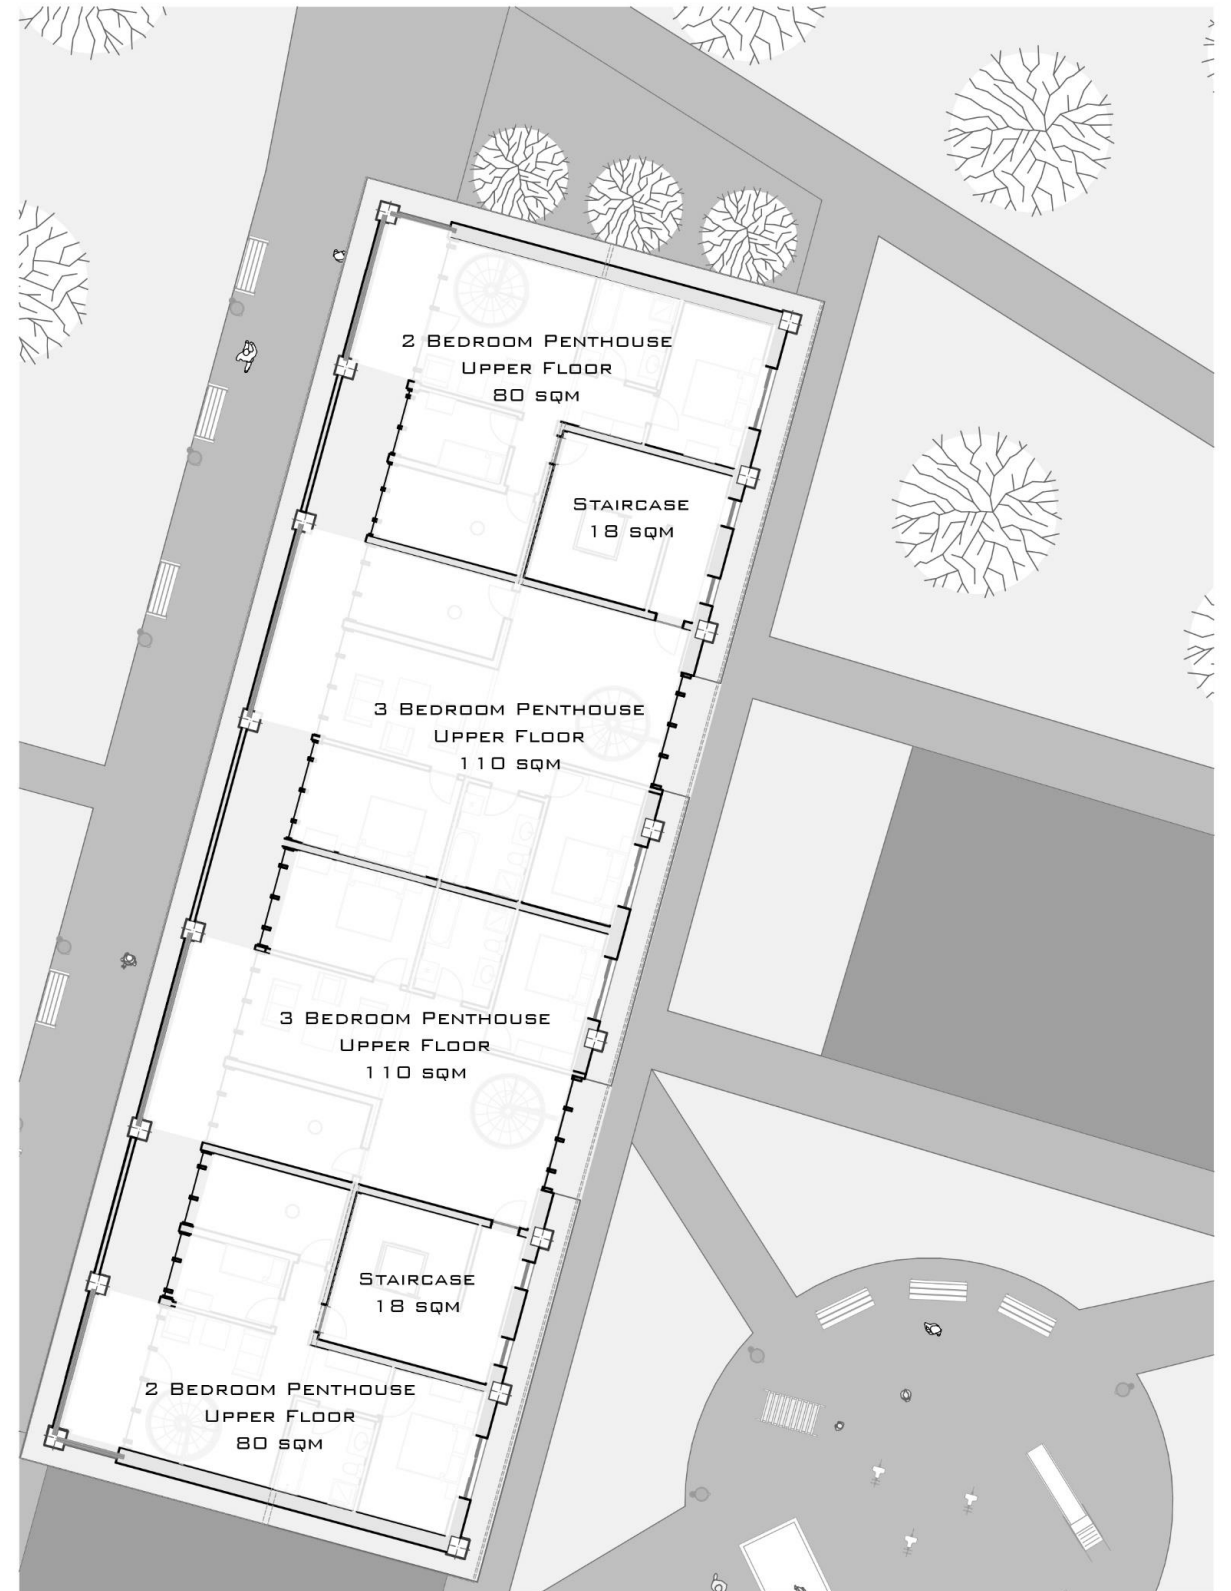 2 Bedroom Penthouse
Upper Floor
80 sqm
Staircase
18 sqm
3 Bedroom Penthouse
Upper Floor
110 sqm
3 Bedroom Penthouse
Upper Floor
110 sqm
Staircase
18 sqm
2 Bedroom Penthouse
Upper Floor
80 sqm